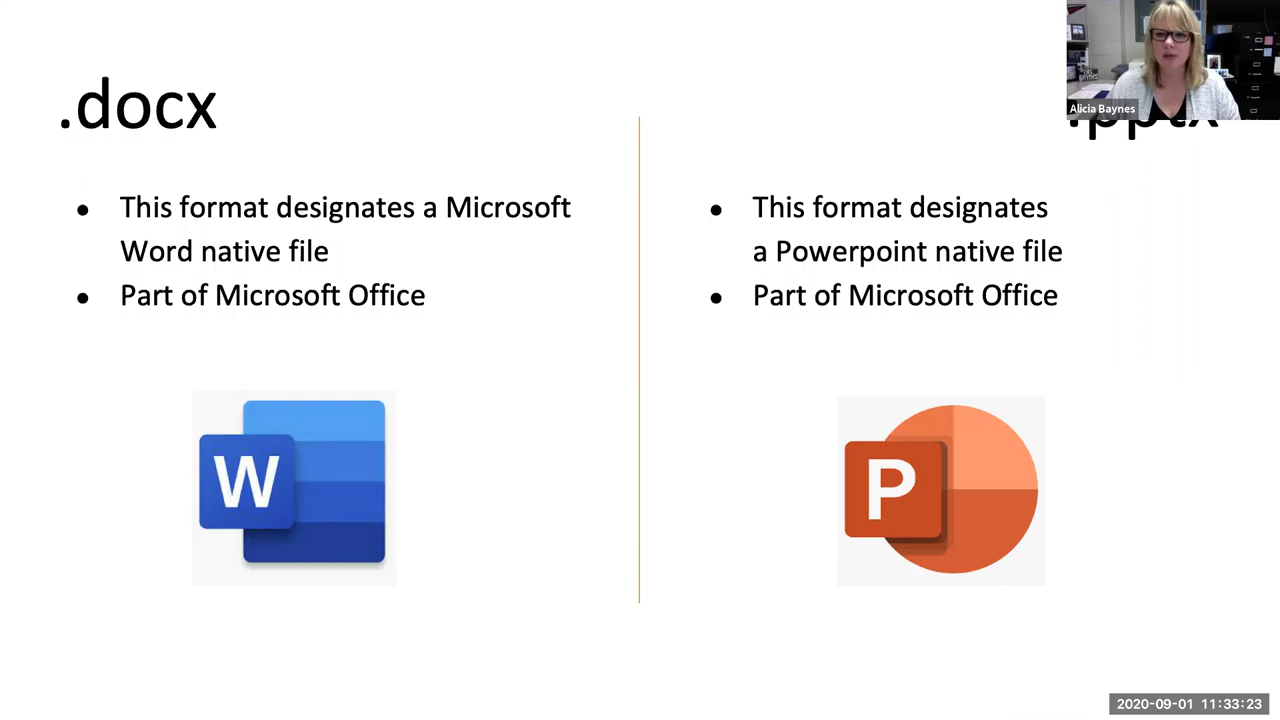 .docx
This format designates a Microsoft
Word native file
Part of Microsoft Office
W
Alicia Baynes
.pptx
This format designates
a Powerpoint native file
Part of Microsoft Office
P
2020-09-01 11:33:23